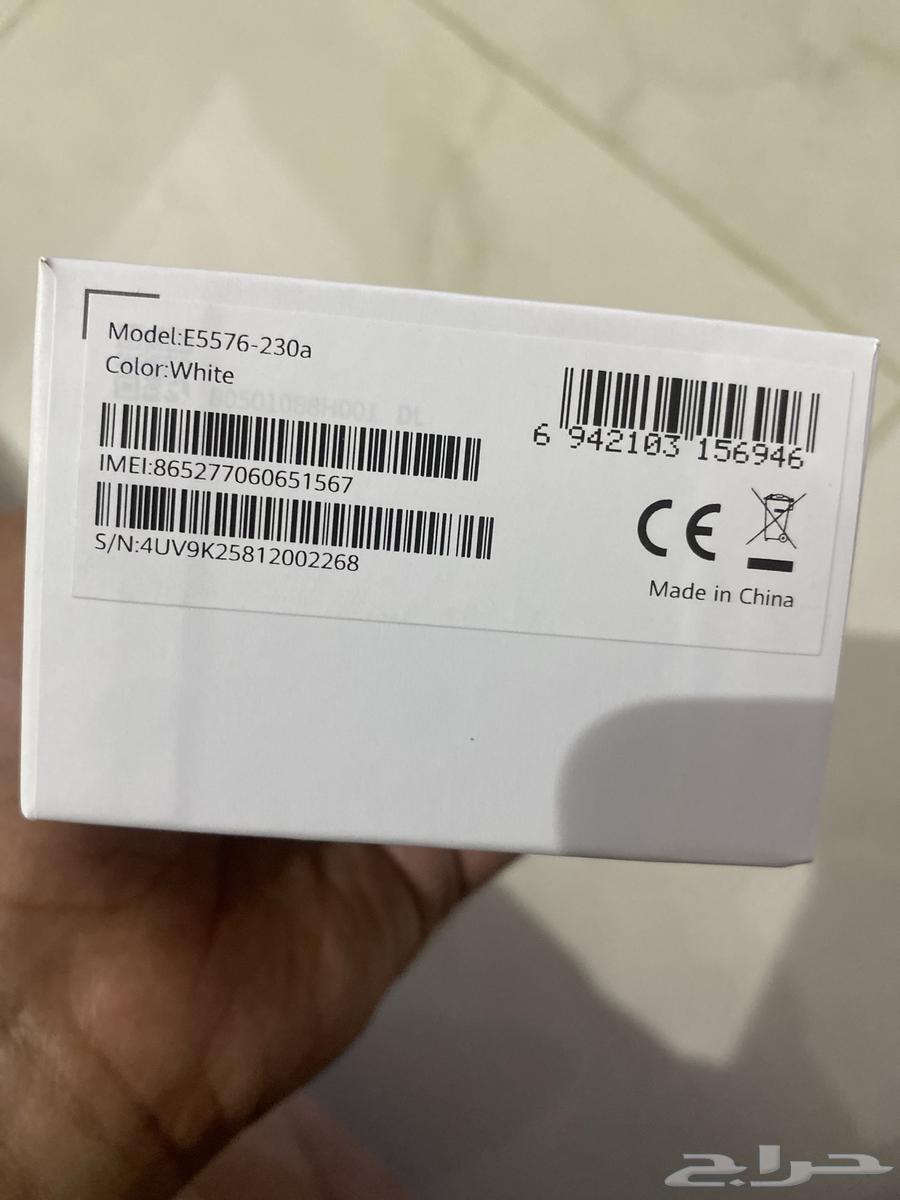 Model:E5576-230a
Color:White
IMEI:865277060651567
S/N:4UV9K25812002268
6 942103 156946
CE
Made in China
حراج